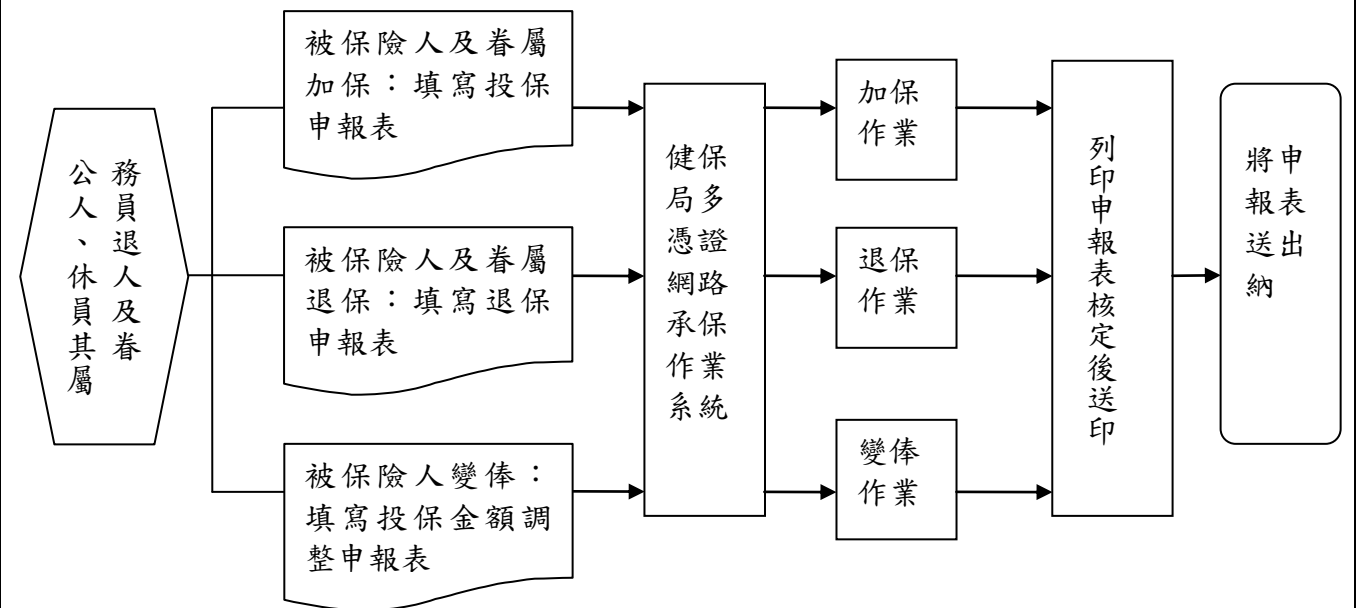 公務
人員
、退
休人
員及
其眷
屬
被保險人及眷屬
加保：填寫投保
申報表
被保險人及眷屬
退保：填寫退保
申報表
被保險人變俸：
填寫投保金額調
整申報表
健保
局多
憑證
網路
承保
作業
系統
加保
作業
退保
作業
變俸
作業
列印申報表核定後送印
將申
報表
送出
納